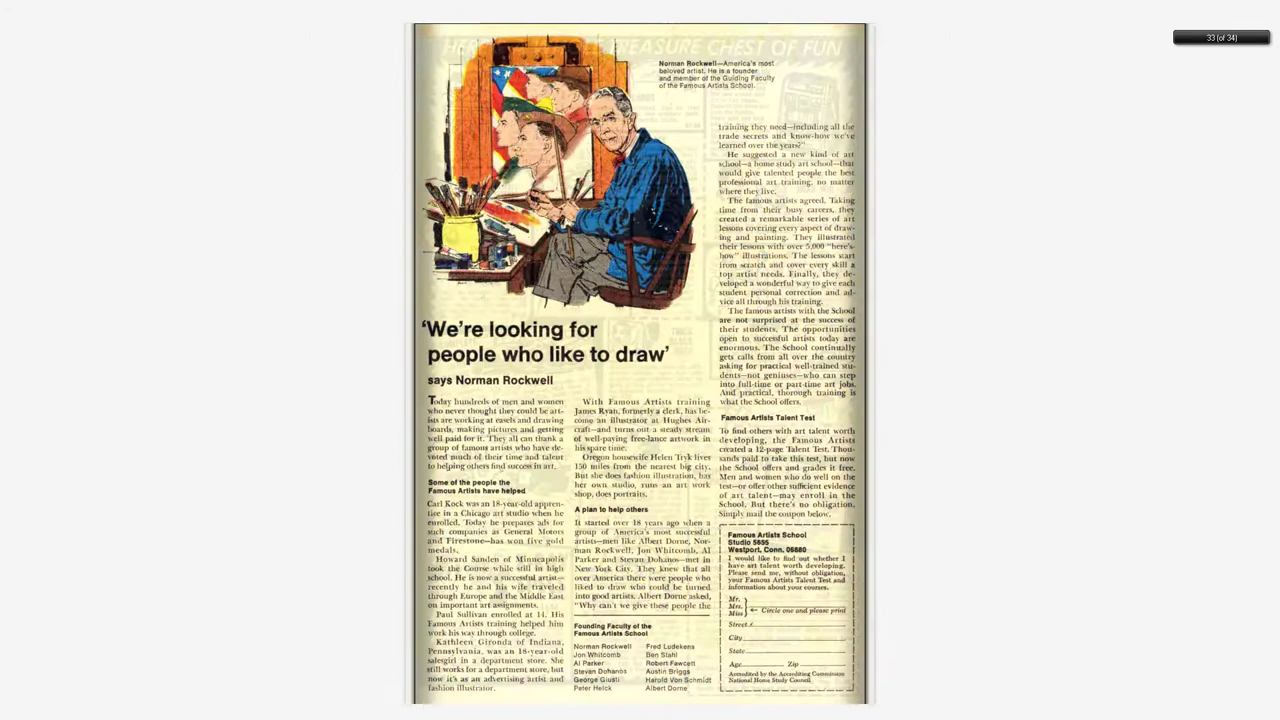 33 (of 34)
Norman Rockwell—America's most
beloved artist. He is a founder
and member of the Guiding Faculty
of the Famous Artists School.
'We're looking for
people who like to draw'
says Norman Rockwell
Today hundreds of men and women
who never thought they could be art-
ists are working at easels and drawing
boards, making pictures and getting
well paid for it. They all can thank a
group of famous artists who have de-
voted much of their time and talent
to helping others find success in art.
Some of the people the
Famous Artists have helped
Carl Kock was an 18-year-old appren-
tice in a Chicago art studio when he
enrolled. Today he prepares ads for
such companies as General Motors
and Firestone—has won five gold
medals.
Howard Sanden of Minneapolis
took the Course while still in high
school. He is now a successful artist—
recently he and his wife traveled
through Europe and the Middle East
on important art assignments.
Paul Sullivan enrolled at 14. His
Famous Artists training helped him
work his way through college.
Kathleen Gironda of Indiana,
Pennsylvania, was an 18-year-old
salesgirl in a department store. She
still works for a department store, but
now it's as an advertising artist and
fashion illustrator.
With Famous Artists training
James Ryan, formerly a clerk, has be-
come an illustrator at Hughes Air-
craft—and turns out a steady stream
of well-paying free-lance artwork in
his spare time.
Oregon housewife Helen Tryk lives
150 miles from the nearest big city.
But she does fashion illustration, has
her own studio, runs an art work
shop, does portraits.
A plan to help others
It started over 18 years ago when a
group of America's most successful
artists—men like Albert Dorne, Nor-
man Rockwell, Jon Whitcomb, Al
Parker and Stevan Dohanos—met in
New York City. They knew that all
over America there were people who
liked to draw who could be turned
into good artists. Albert Dorne asked,
"Why can't we give these people the
Founding Faculty of the
Famous Artists School
Norman Rockwell
Jon Whitcomb
Al Parker
Stevan Dohanos
George Giusti
Peter Helck
Fred Ludekens
Ben Stahl
Robert Fawcett
Austin Briggs
Harold Von Schmidt
Albert Dorne
training they need—including all the
trade secrets and know-how we've
learned over the years?"
He suggested a new kind of art
school—a home study art school—that
would give talented people the best
professional art training, no matter
where they live.
The famous artists agreed. Taking
time from their busy careers, they
created a remarkable series of art
lessons covering every aspect of draw-
ing and painting. They illustrated
their lessons with over 5,000 "here's-
how" illustrations. The lessons start
from scratch and cover every skill a
top artist needs. Finally, they de-
veloped a wonderful way to give each
student personal correction and ad-
vice all through his training.
The famous artists with the School
are not surprised at the success of
their students. The opportunities
open to successful artists today are
enormous. The School continually
gets calls from all over the country
asking for practical well-trained stu-
dents—not geniuses—who can step
into full-time or part-time art jobs.
And practical, thorough training is
what the School offers.
Famous Artists Talent Test
To find others with art talent worth
developing, the Famous Artists
created a 12-page Talent Test. Thou-
sands paid to take this test, but now
the School offers and grades it free.
Men and women who do well on the
test—or offer other sufficient evidence
of art talent—may enroll in the
School. But there's no obligation.
Simply mail the coupon below.
Famous Artists School
Studio 5655
Westport, Conn. 06880
I would like to find out whether I
have art talent worth developing.
Please send me, without obligation,
your Famous Artists Talent Test and
information about your courses.
Mr.
Mrs.
Miss
← Circle one and please print
Street
City
State
Age Zip
Accredited by the Accrediting Commission
National Home Study Council